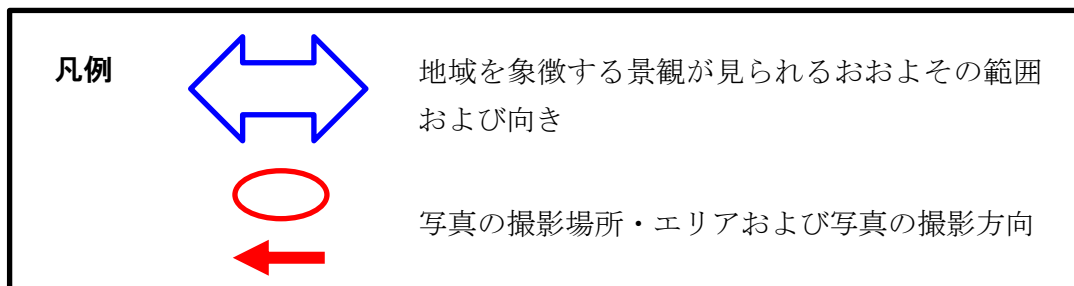 凡例
地域を象徴する景観が見られるおおよその範囲
および向き
写真の撮影場所・エリアおよび写真の撮影方向